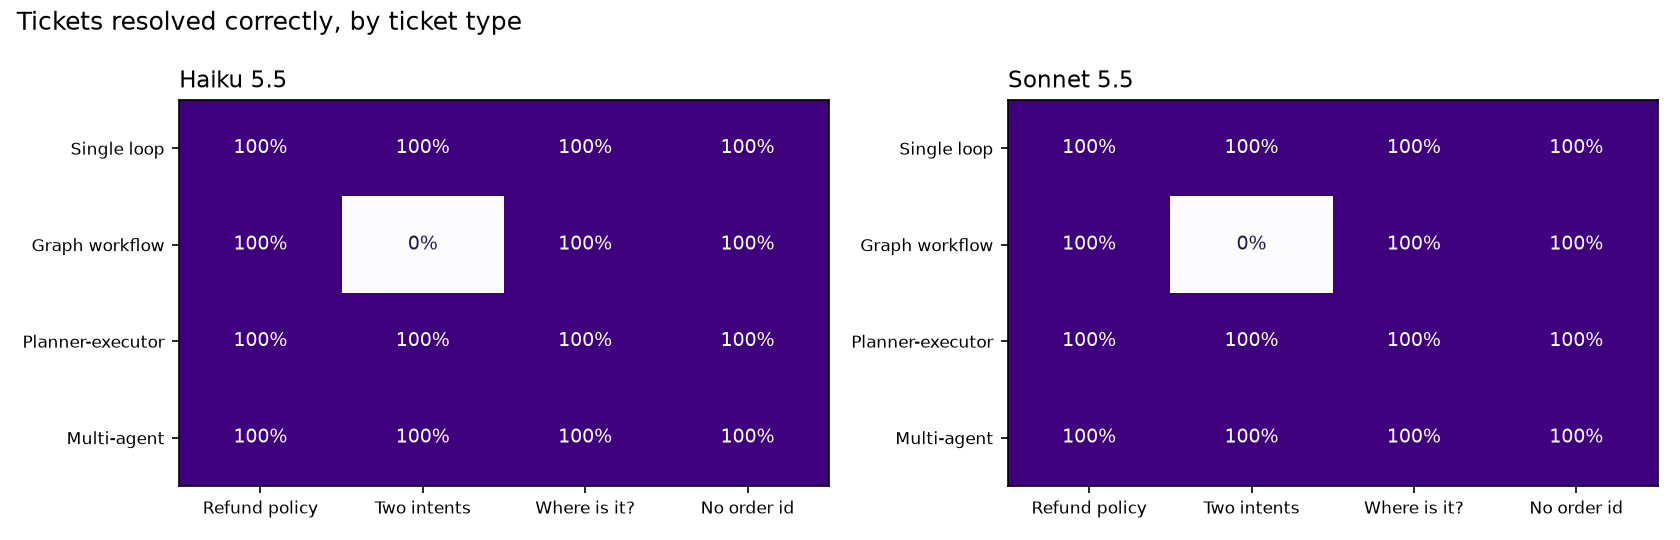 Tickets resolved correctly, by ticket type
Haiku 5.5
Single loop 100% 100% 100% 100%
Graph workflow 100% 0% 100% 100%
Planner-executor 100% 100% 100% 100%
Multi-agent 100% 100% 100% 100%
Refund policy Two intents Where is it? No order id
Sonnet 5.5
Single loop 100% 100% 100% 100%
Graph workflow 100% 0% 100% 100%
Planner-executor 100% 100% 100% 100%
Multi-agent 100% 100% 100% 100%
Refund policy Two intents Where is it? No order id